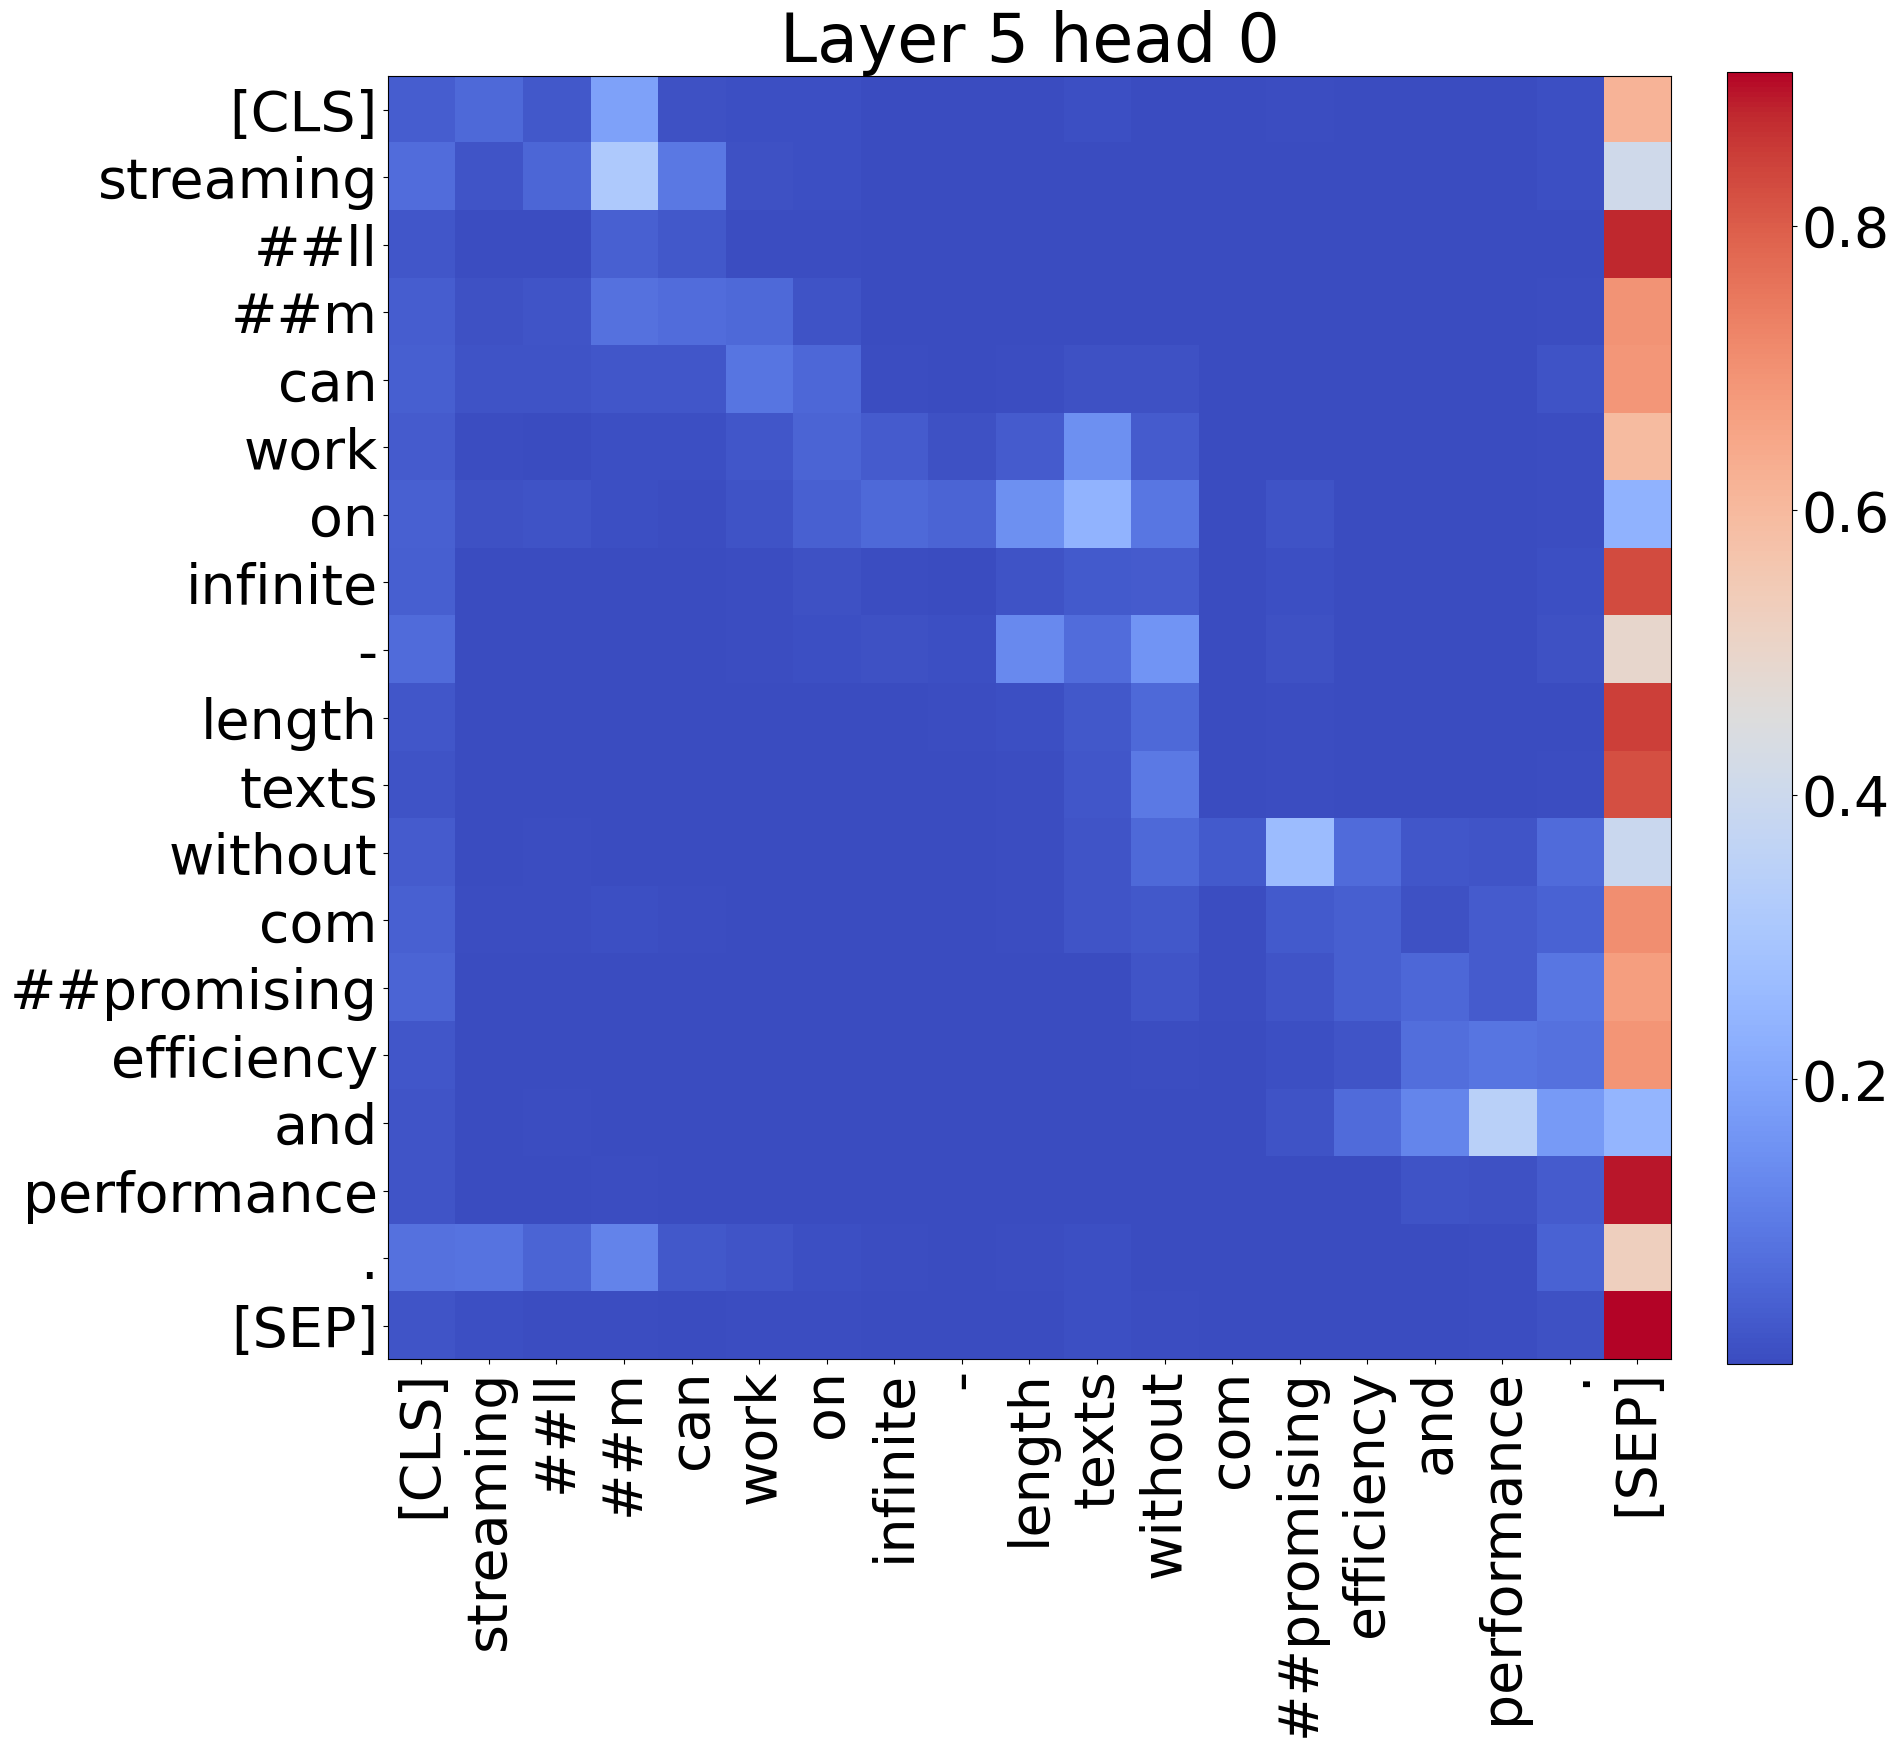 Layer 5 head 0
[CLS]
streaming
##ll
##m
can
work
on
infinite
-
length
texts
without
com
##promising
efficiency
and
performance
.
[SEP]
[CLS]
streaming
##ll
##m
can
work
on
infinite
-
length
texts
without
com
##promising
efficiency
and
performance
.
[SEP]
0.8
0.6
0.4
0.2